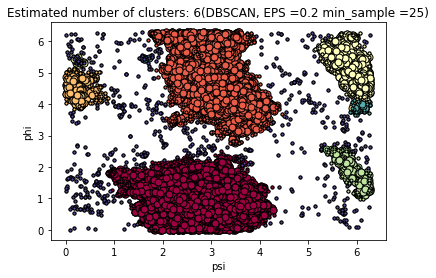 Estimated number of clusters: 6(DBSCAN, EPS =0.2 min_sample =25)
6
5
4
3
2
1
0
phi
0 1 2 3 4 5 6
psi